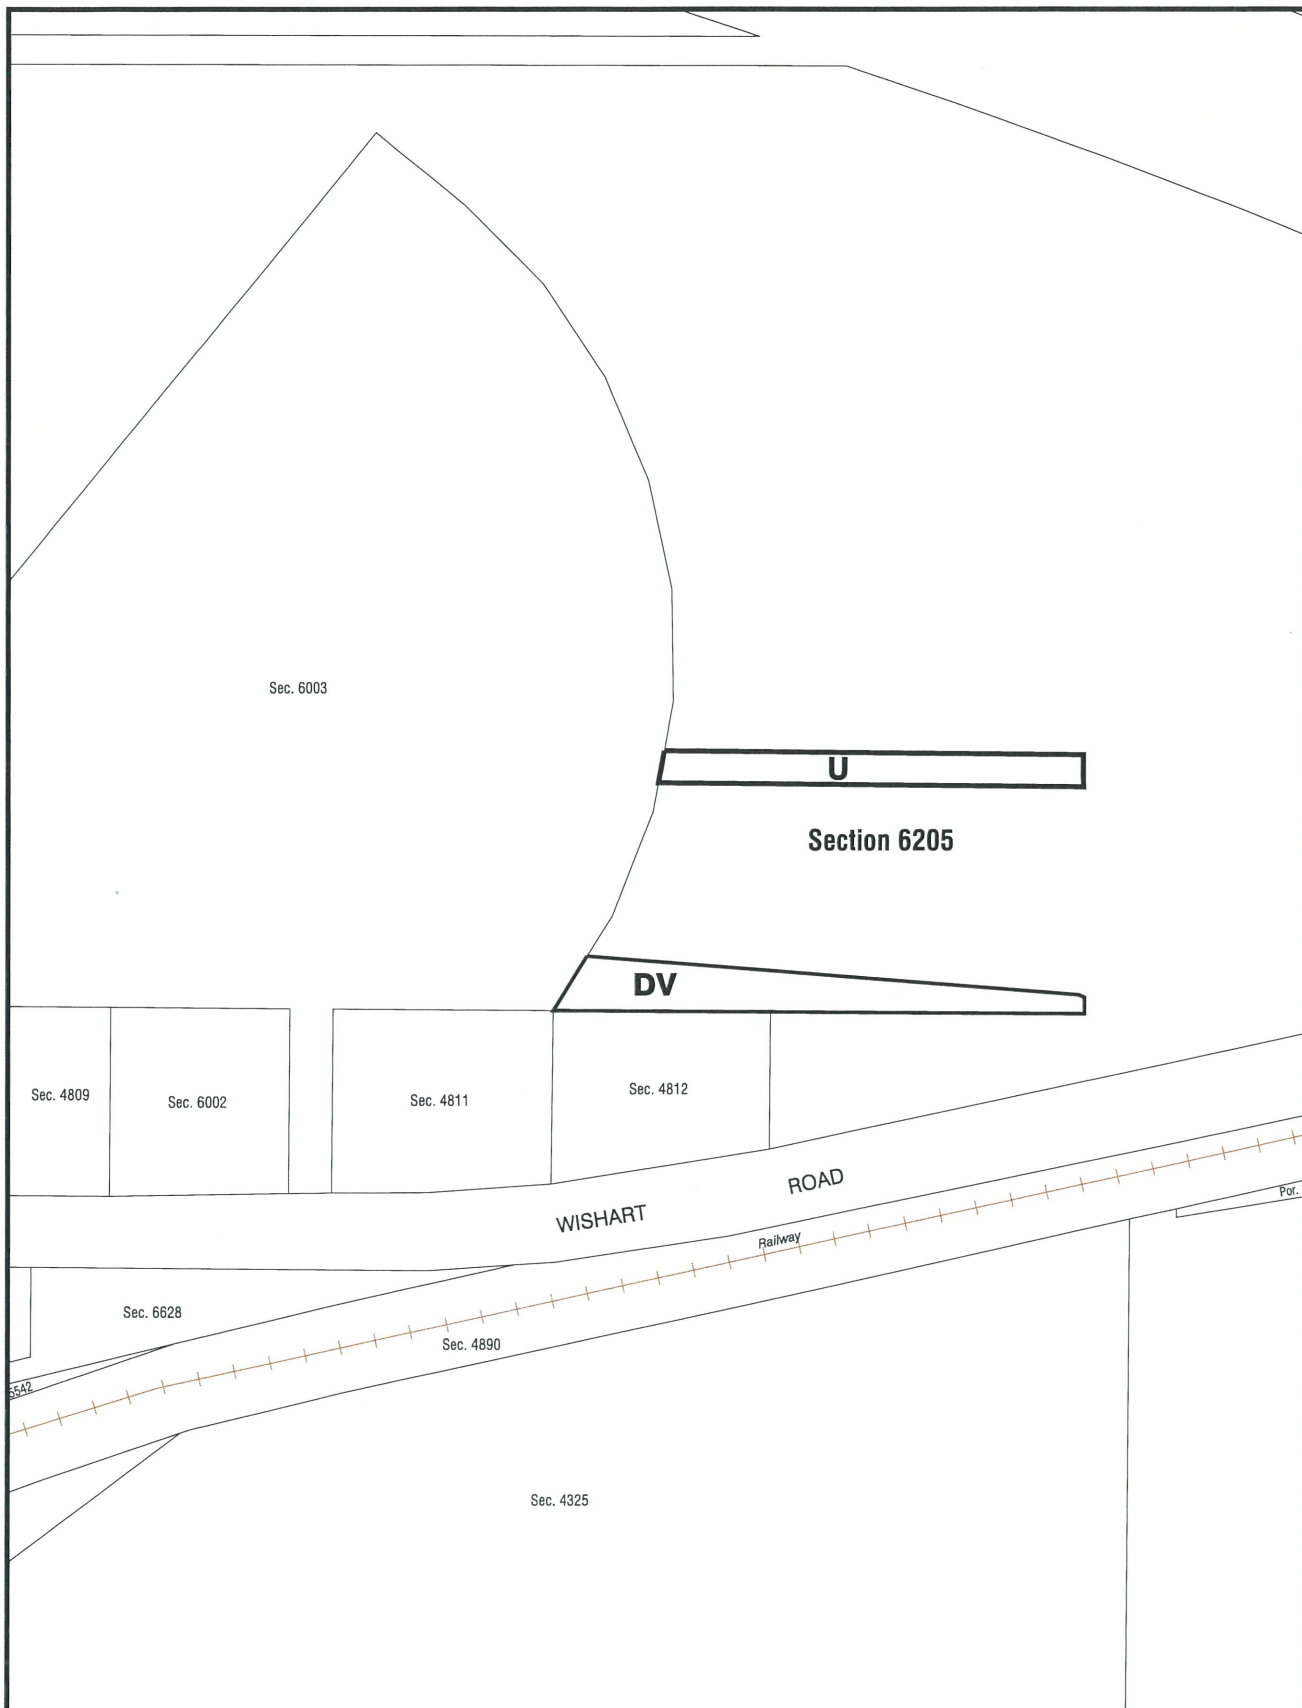 Sec. 6003
U
Section 6205
DV
Sec. 4809
Sec. 6002
Sec. 4811
Sec. 4812
WISHART ROAD
Railway
Por.
Sec. 6628
Sec. 4890
5542
Sec. 4325